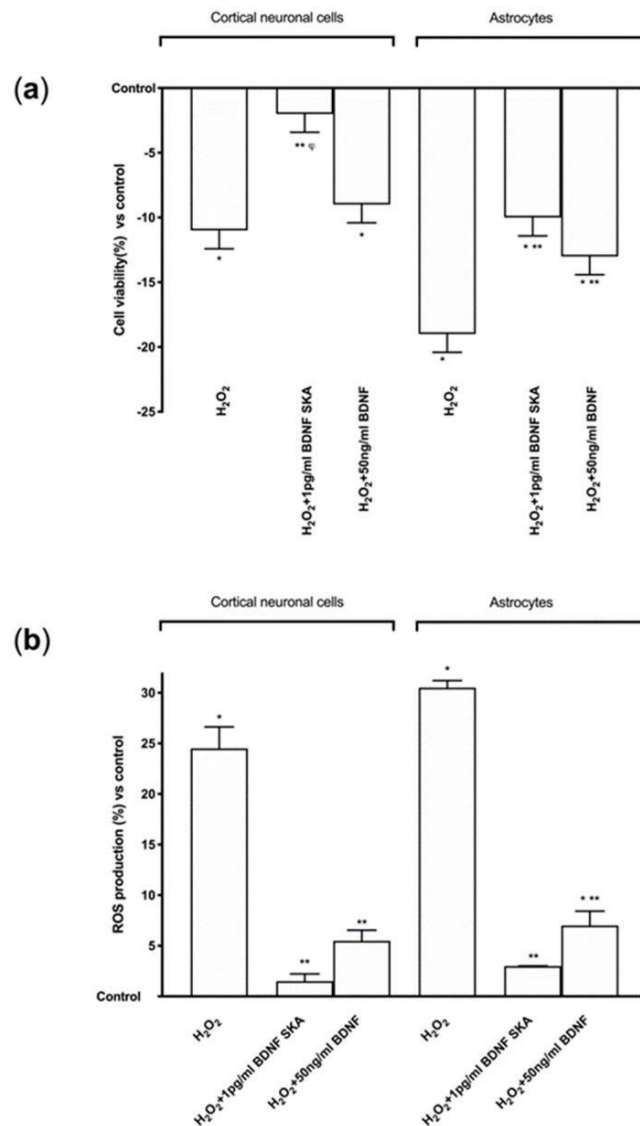 Cortical neuronal cells
Astrocytes
(a)
Cell viability(%) vs control
Control
-5
-10
-15
-20
-25
*
** φ
*
*
* **
* **
H₂O₂
H₂O₂+1pg/ml BDNF SKA
H₂O₂+50ng/ml BDNF
H₂O₂
H₂O₂+1pg/ml BDNF SKA
H₂O₂+50ng/ml BDNF
Cortical neuronal cells
Astrocytes
(b)
ROS production (%) vs control
30
25
20
15
10
5
Control
*
**
**
*
**
* **
H₂O₂
H₂O₂+1pg/ml BDNF SKA
H₂O₂+50ng/ml BDNF
H₂O₂
H₂O₂+1pg/ml BDNF SKA
H₂O₂+50ng/ml BDNF